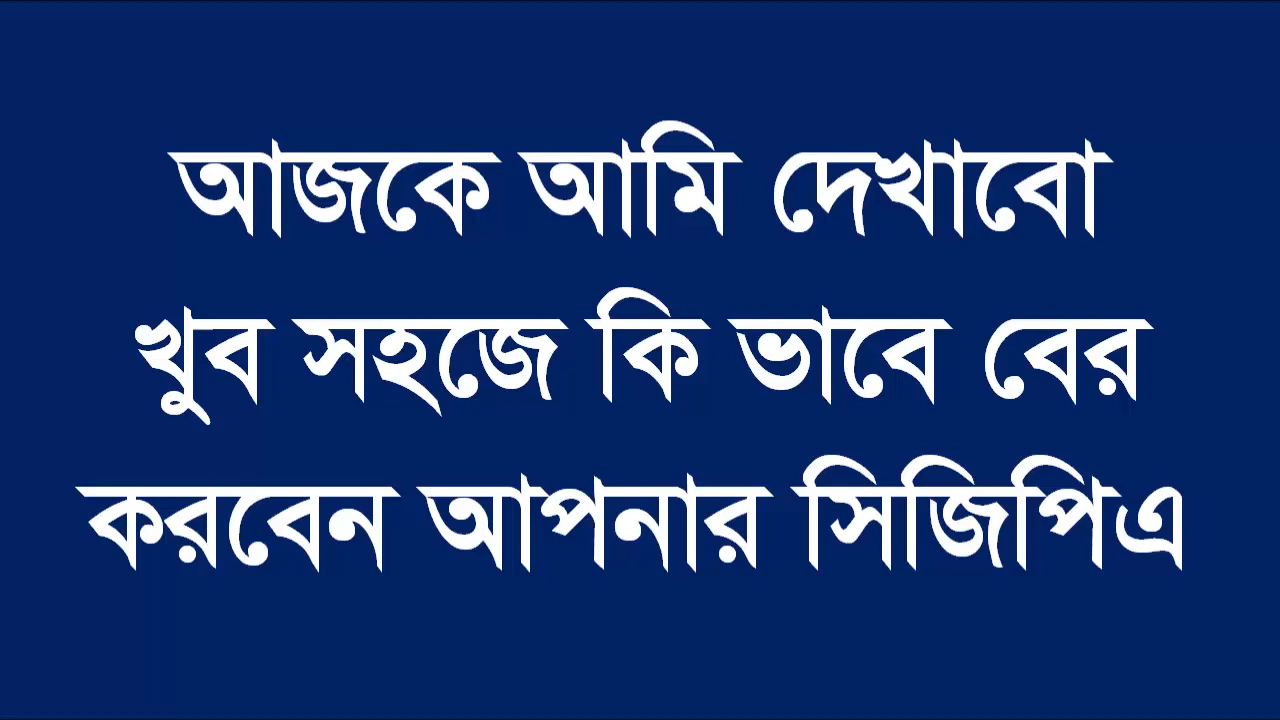 আজকে আমি দেখাবো
খুব সহজে কি ভাবে বের
করবেন আপনার সিজিপিএ